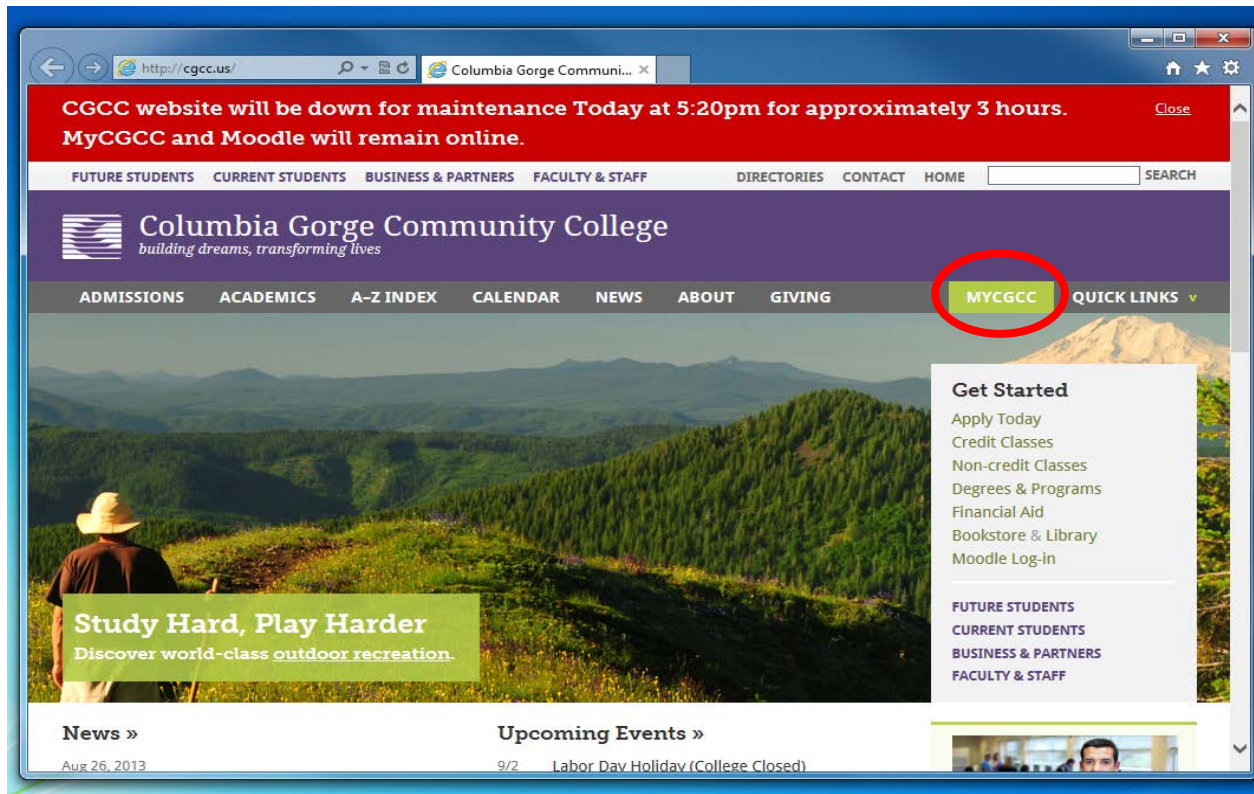 http://cgcc.us/
Columbia Gorge Communi...
CGCC website will be down for maintenance Today at 5:20pm for approximately 3 hours.
Close
MyCGCC and Moodle will remain online.
FUTURE STUDENTS CURRENT STUDENTS BUSINESS & PARTNERS FACULTY & STAFF DIRECTORIES CONTACT HOME SEARCH
Columbia Gorge Community College
building dreams, transforming lives
ADMISSIONS ACADEMICS A–Z INDEX CALENDAR NEWS ABOUT GIVING MYCGCC QUICK LINKS v
Get Started
Apply Today
Credit Classes
Non-credit Classes
Degrees & Programs
Financial Aid
Bookstore & Library
Moodle Log-in
FUTURE STUDENTS
CURRENT STUDENTS
BUSINESS & PARTNERS
FACULTY & STAFF
Study Hard, Play Harder
Discover world-class outdoor recreation.
News »
Aug 26, 2013
Upcoming Events »
9/2 Labor Day Holiday (College Closed)